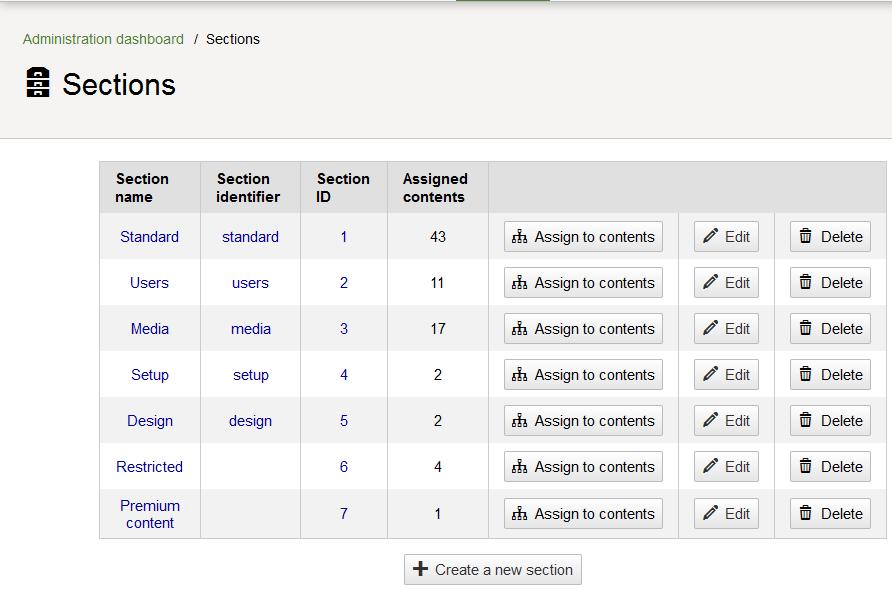 Administration dashboard / Sections
Sections
Section name Section identifier Section ID Assigned contents
Standard standard 1 43 Assign to contents Edit Delete
Users users 2 11 Assign to contents Edit Delete
Media media 3 17 Assign to contents Edit Delete
Setup setup 4 2 Assign to contents Edit Delete
Design design 5 2 Assign to contents Edit Delete
Restricted 6 4 Assign to contents Edit Delete
Premium content 7 1 Assign to contents Edit Delete
Create a new section